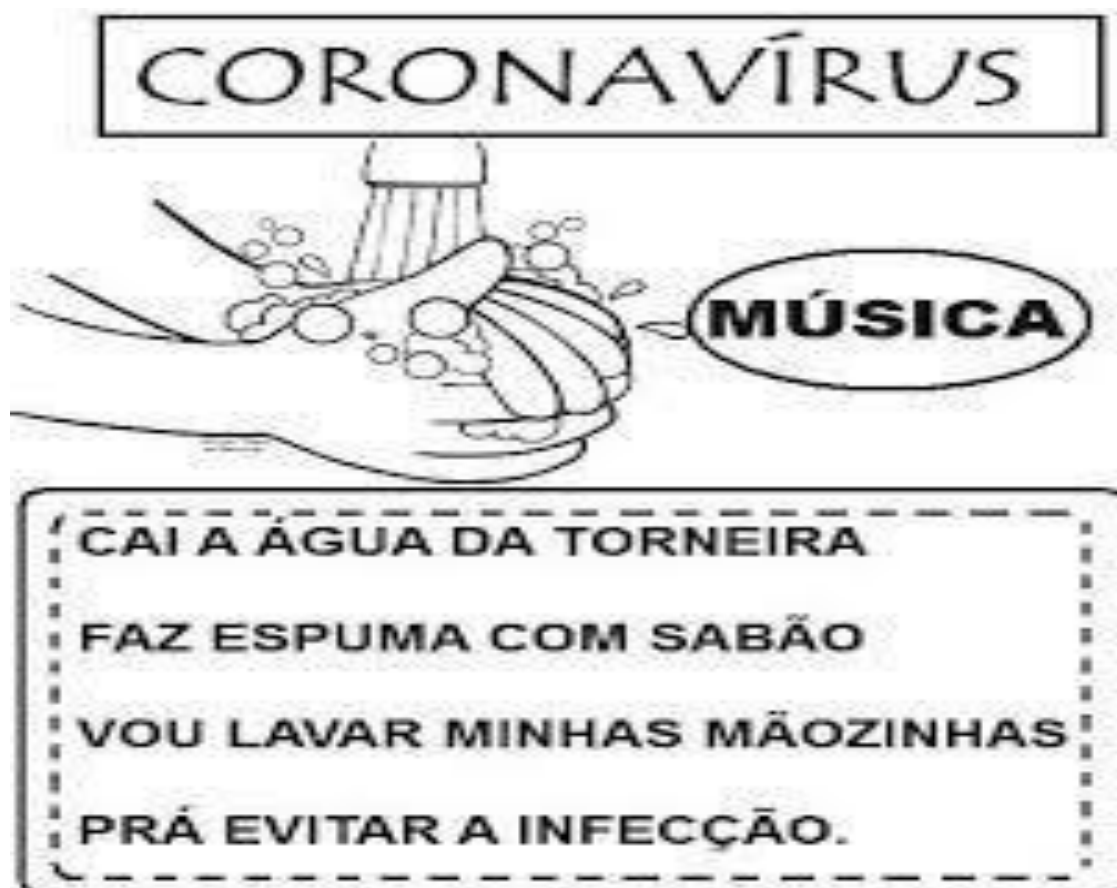 CORONAVÍRUS
MÚSICA
CAI A ÁGUA DA TORNEIRA
FAZ ESPUMA COM SABÃO
VOU LAVAR MINHAS MÃOZINHAS
PRÁ EVITAR A INFECÇÃO.